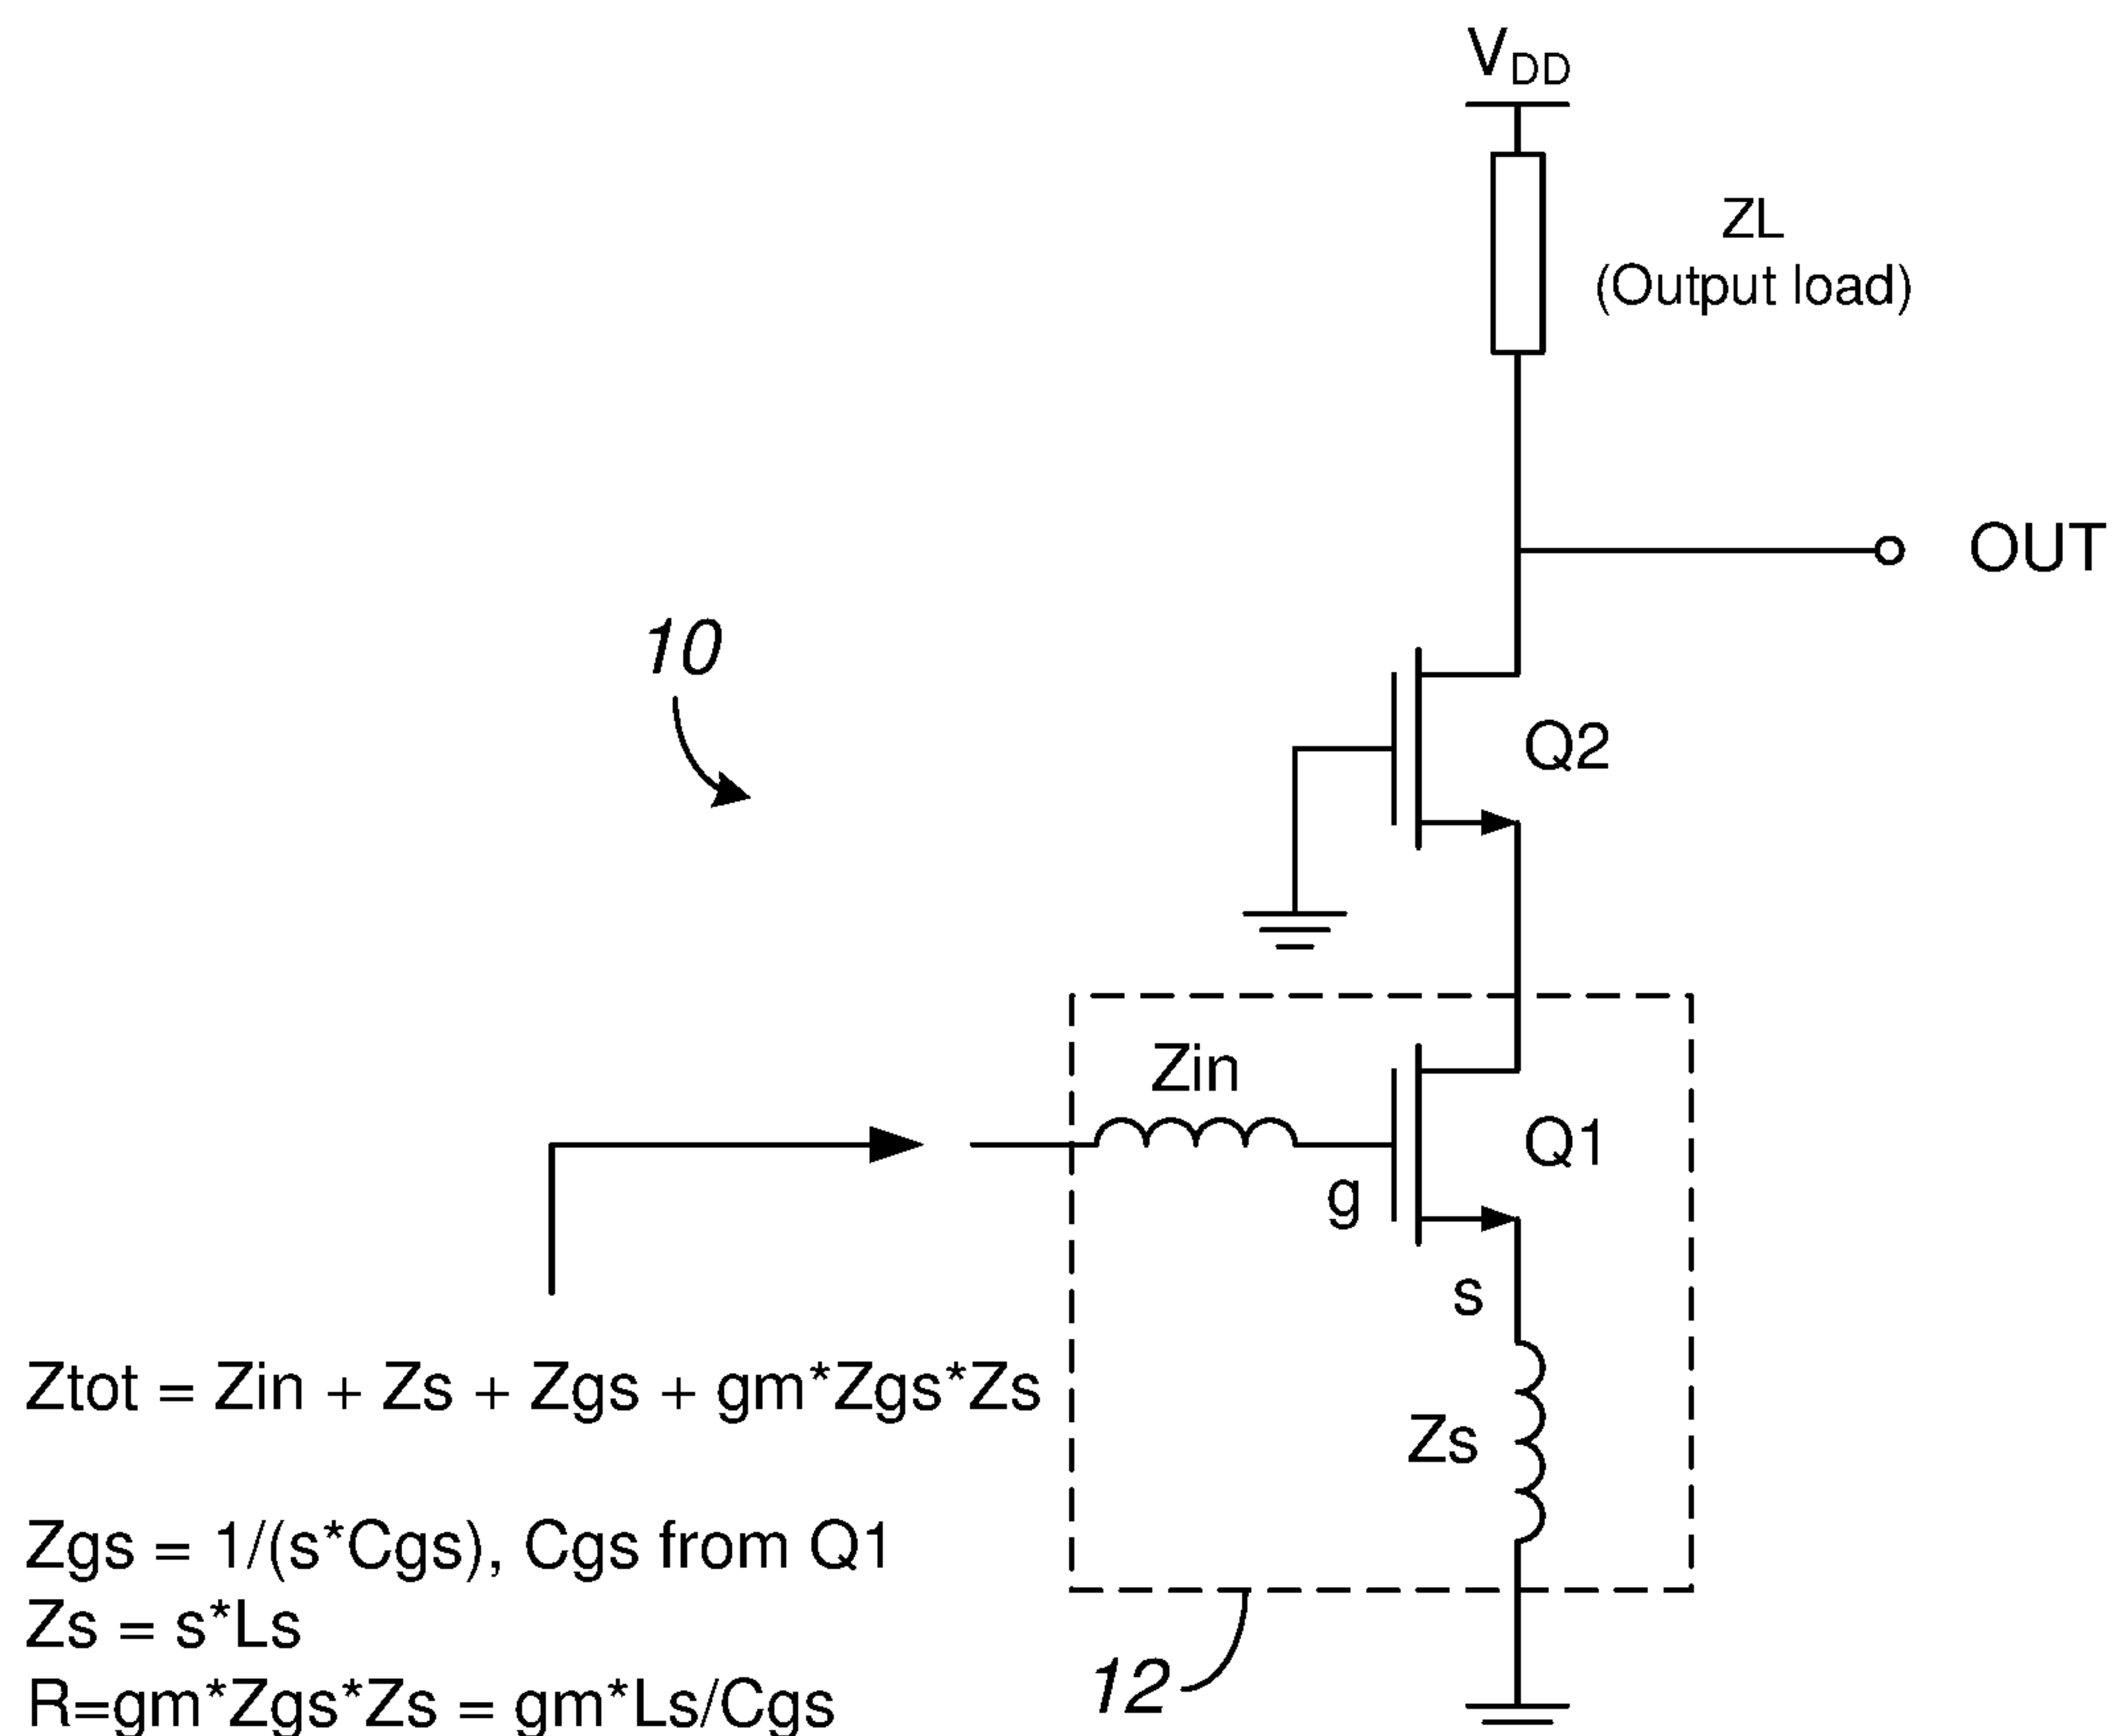 VDD
ZL
(Output load)
OUT
10
Q2
Zin
Q1
g
s
Ztot = Zin + Zs + Zgs + gm*Zgs*Zs
Zs
Zgs = 1/(s*Cgs), Cgs from Q1
Zs = s*Ls
12
R=gm*Zgs*Zs = gm*Ls/Cgs